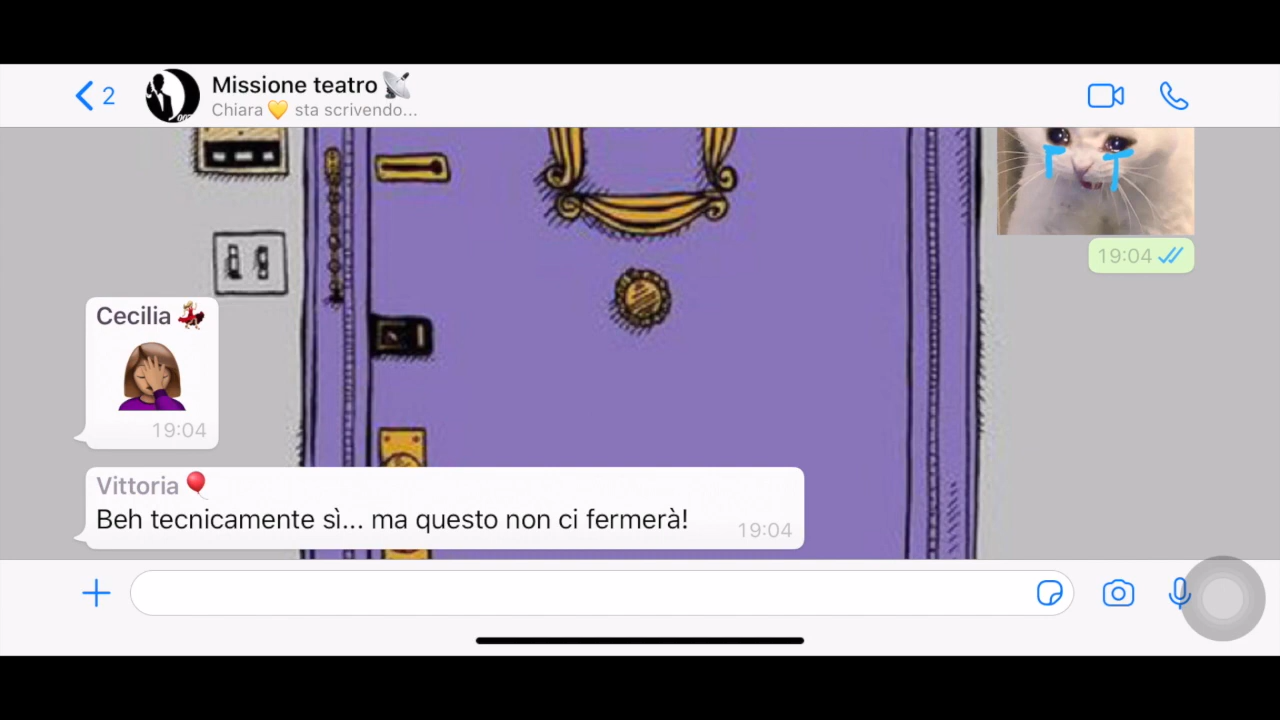 2
Missione teatro📡
Chiara 💛 sta scrivendo...
19:04
Cecilia 💃
🤦🏽‍♀️
19:04
Vittoria 🎈
Beh tecnicamente sì... ma questo non ci fermerà!
19:04